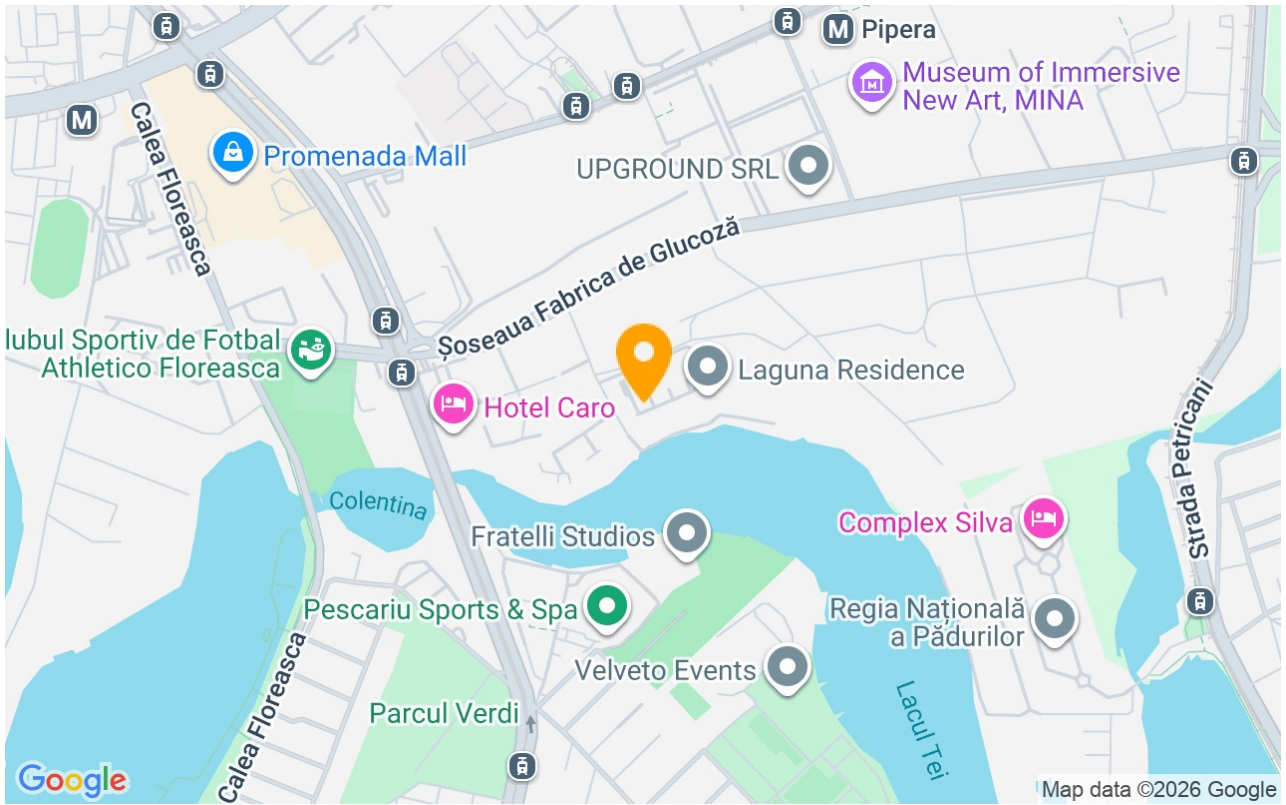 M Pipera
Museum of Immersive
New Art, MINA
M
Calea Floreasca
Promenada Mall
UPGROUND SRL
Șoseaua Fabrica de Glucoză
lubul Sportiv de Fotbal
Athletico Floreasca
Laguna Residence
Hotel Caro
Strada Petricani
Colentina
Fratelli Studios
Complex Silva
Pescariu Sports & Spa
Regia Națională
a Pădurilor
Velveto Events
Calea Floreasca
Parcul Verdi
Lacul Tei
Google
Map data ©2026 Google